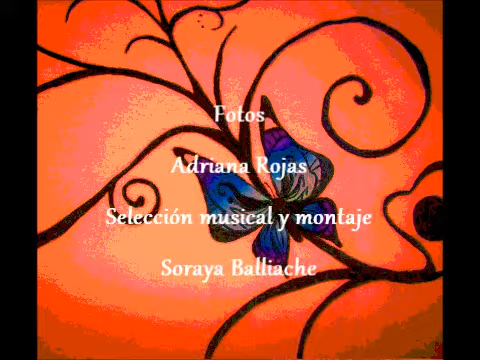 Fotos
Adriana Rojas
Selección musical y montaje
Soraya Balliache